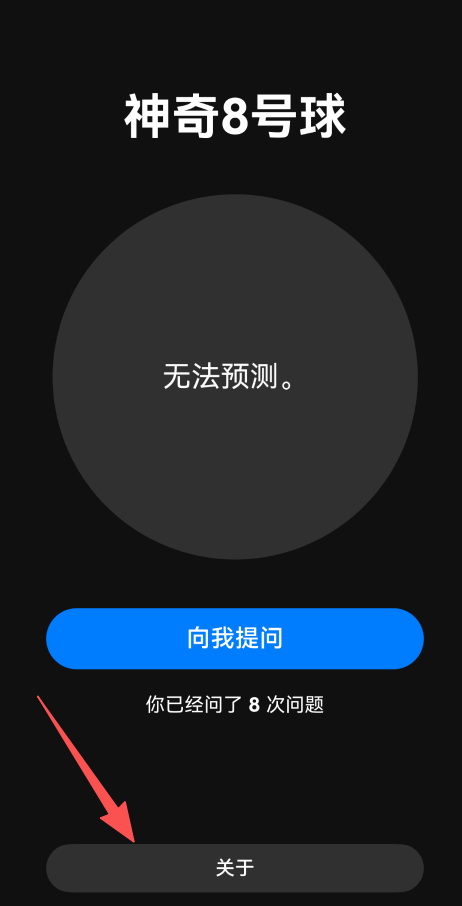 神奇8号球
无法预测。
向我提问
你已经问了 8 次问题
关于